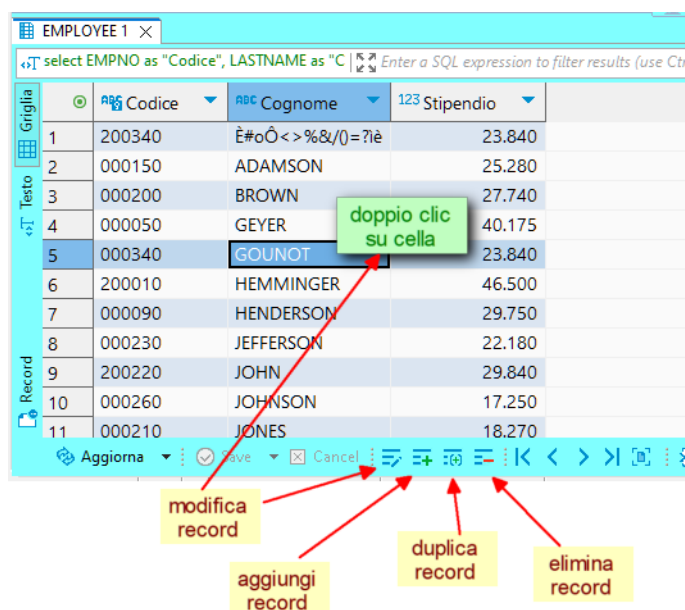 EMPLOYEE 1
select EMPNO as "Codice", LASTNAME as "C Enter a SQL expression to filter results (use Ctr
Griglia
Testo
Record
Codice Cognome 123 Stipendio
1 200340 È#oÔ<>%&/()=?ìè 23.840
2 000150 ADAMSON 25.280
3 000200 BROWN 27.740
4 000050 GEYER 40.175
5 000340 GOUNOT 23.840
6 200010 HEMMINGER 46.500
7 000090 HENDERSON 29.750
8 000230 JEFFERSON 22.180
9 200220 JOHN 29.840
10 000260 JOHNSON 17.250
11 000210 JONES 18.270
doppio clic
su cella
Aggiorna Save Cancel
modifica
record
aggiungi
record
duplica
record
elimina
record